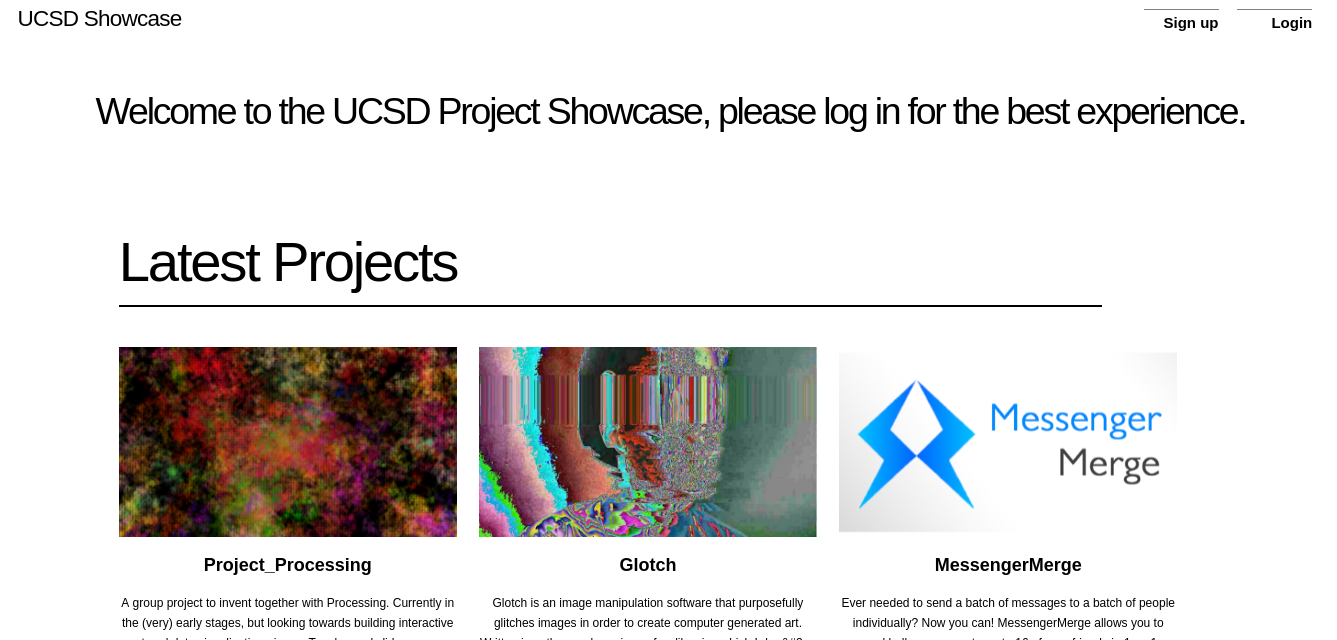 UCSD Showcase
Sign up
Login
Welcome to the UCSD Project Showcase, please log in for the best experience.
Latest Projects
Messenger
Merge
Project_Processing
Glotch
MessengerMerge
A group project to invent together with Processing. Currently in
the (very) early stages, but looking towards building interactive
Glotch is an image manipulation software that purposefully
glitches images in order to create computer generated art.
Ever needed to send a batch of messages to a batch of people
individually? Now you can! MessengerMerge allows you to